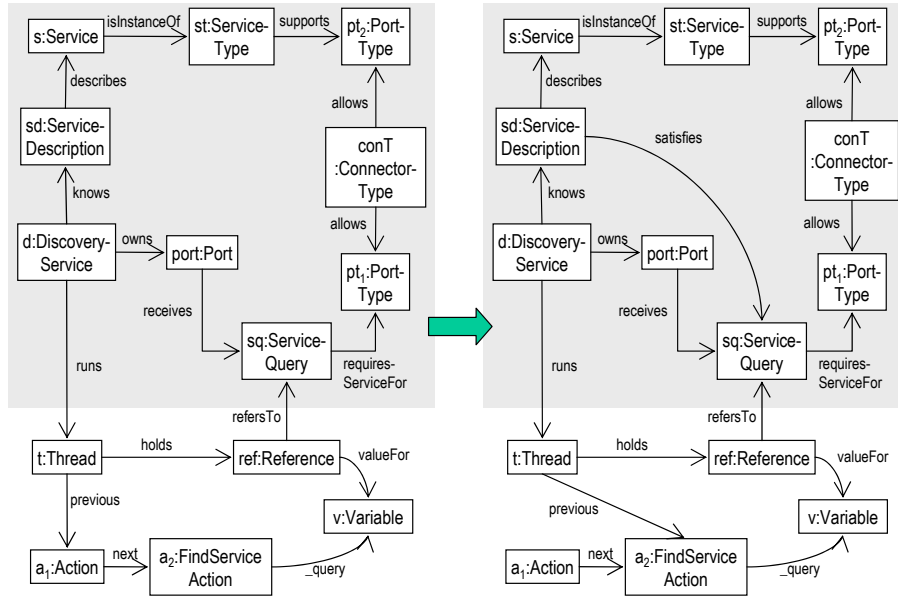 isInstanceOf
supports
s:Service
st:Service-
Type
pt2:Port-
Type
describes
allows
sd:Service-
Description
conT
:Connector-
Type
knows
allows
d:Discovery-
Service
owns
port:Port
pt1:Port-
Type
receives
sq:Service-
Query
requires-
ServiceFor
runs
refersTo
t:Thread
holds
ref:Reference
valueFor
previous
v:Variable
a1:Action
next
a2:FindService
Action
_query
isInstanceOf
supports
s:Service
st:Service-
Type
pt2:Port-
Type
describes
allows
sd:Service-
Description
satisfies
conT
:Connector-
Type
knows
allows
d:Discovery-
Service
owns
port:Port
pt1:Port-
Type
receives
sq:Service-
Query
requires-
ServiceFor
runs
refersTo
t:Thread
holds
ref:Reference
valueFor
previous
v:Variable
a1:Action
next
a2:FindService
Action
_query